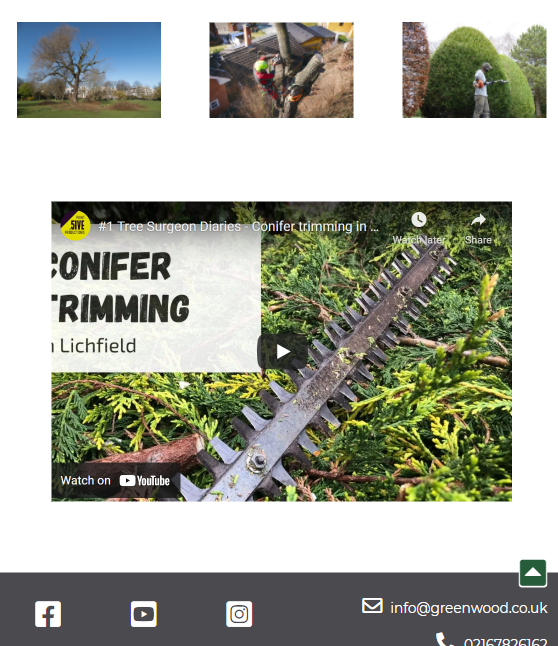 5IVE
#1 Tree Surgeon Diaries - Conifer trimming in ...
Watch later
Share
CONIFER
TRIMMING
n Lichfield
Watch on YouTube
info@greenwood.co.uk
02167826162